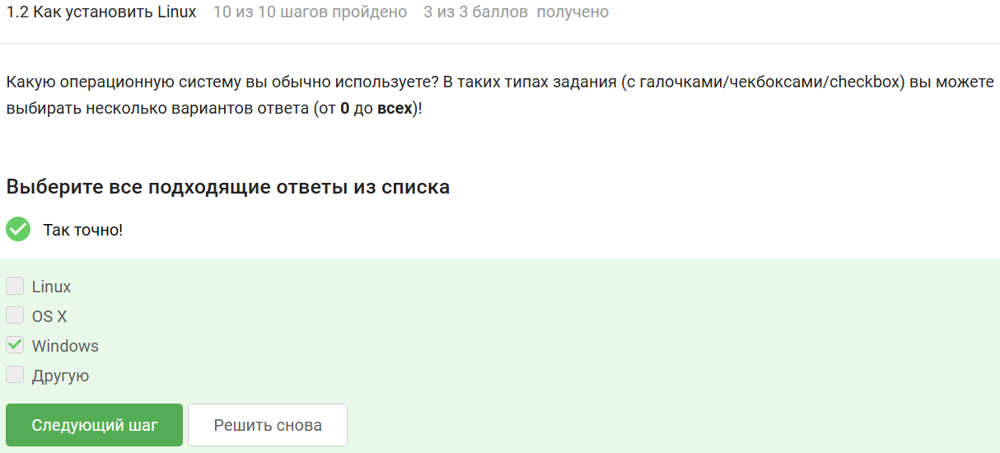 1.2 Как установить Linux 10 из 10 шагов пройдено 3 из 3 баллов получено
Какую операционную систему вы обычно используете? В таких типах задания (с галочками/чекбоксами/checkbox) вы можете
выбирать несколько вариантов ответа (от 0 до всех)!
Выберите все подходящие ответы из списка
Так точно!
Linux
OS X
Windows
Другую
Следующий шаг Решить снова